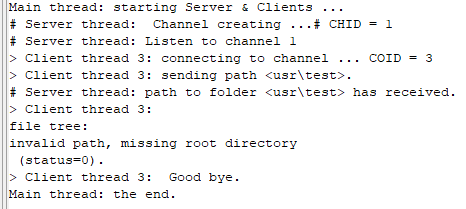 Main thread: starting Server & Clients ...
# Server thread:  Channel creating ...# CHID = 1
# Server thread: Listen to channel 1
> Client thread 3: connecting to channel ... COID = 3
> Client thread 3: sending path <usr\test>.
# Server thread: path to folder <usr\test> has received.
> Client thread 3:
file tree:
invalid path, missing root directory
 (status=0).
> Client thread 3:  Good bye.
Main thread: the end.